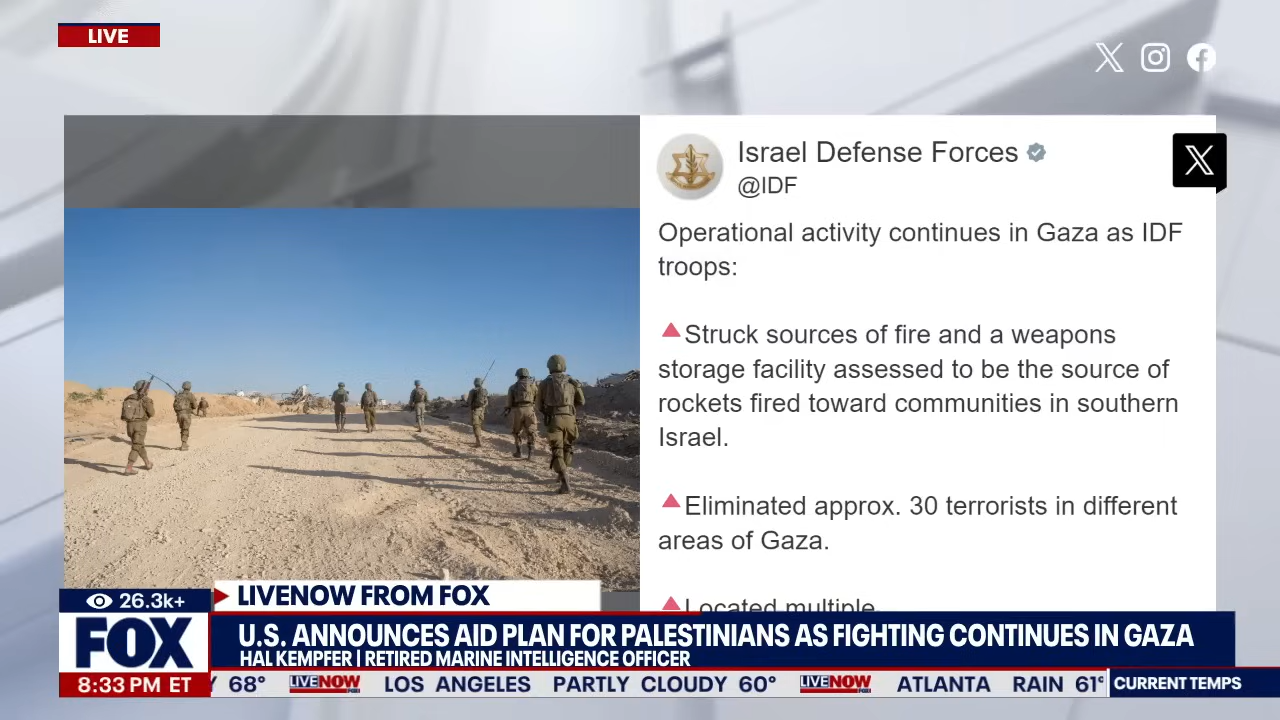 LIVE
Israel Defense Forces
@IDF
Operational activity continues in Gaza as IDF
troops:
🔺Struck sources of fire and a weapons
storage facility assessed to be the source of
rockets fired toward communities in southern
Israel.
🔺Eliminated approx. 30 terrorists in different
areas of Gaza.
🔺Located multiple
26.3k+
LIVENOW FROM FOX
FOX
U.S. ANNOUNCES AID PLAN FOR PALESTINIANS AS FIGHTING CONTINUES IN GAZA
HAL KEMPFER | RETIRED MARINE INTELLIGENCE OFFICER
8:33 PM ET
68° LIVENOW FOX LOS ANGELES PARTLY CLOUDY 60° LIVENOW FOX ATLANTA RAIN 61° CURRENT TEMPS